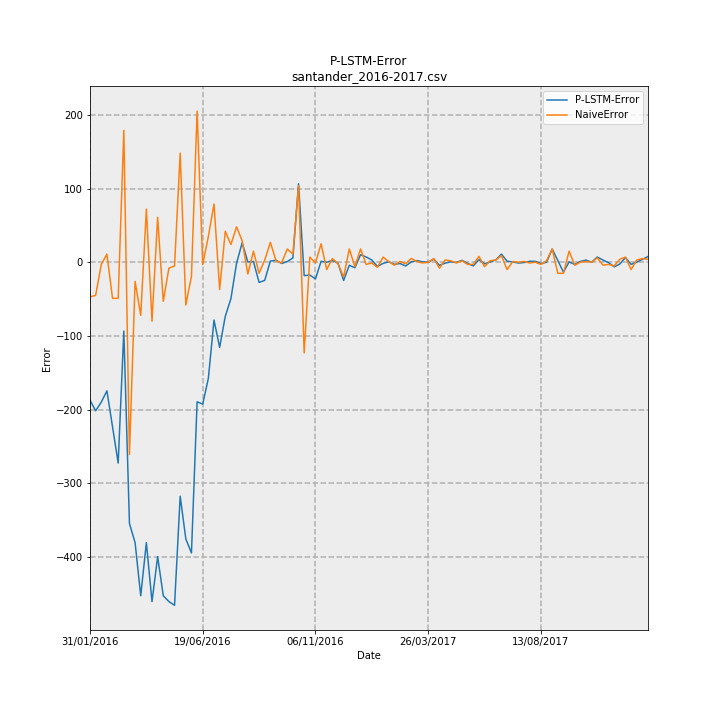 P-LSTM-Error
santander_2016-2017.csv
P-LSTM-Error
NaiveError
200
100
0
−100
−200
−300
−400
Error
31/01/2016 19/06/2016 06/11/2016 26/03/2017 13/08/2017
Date